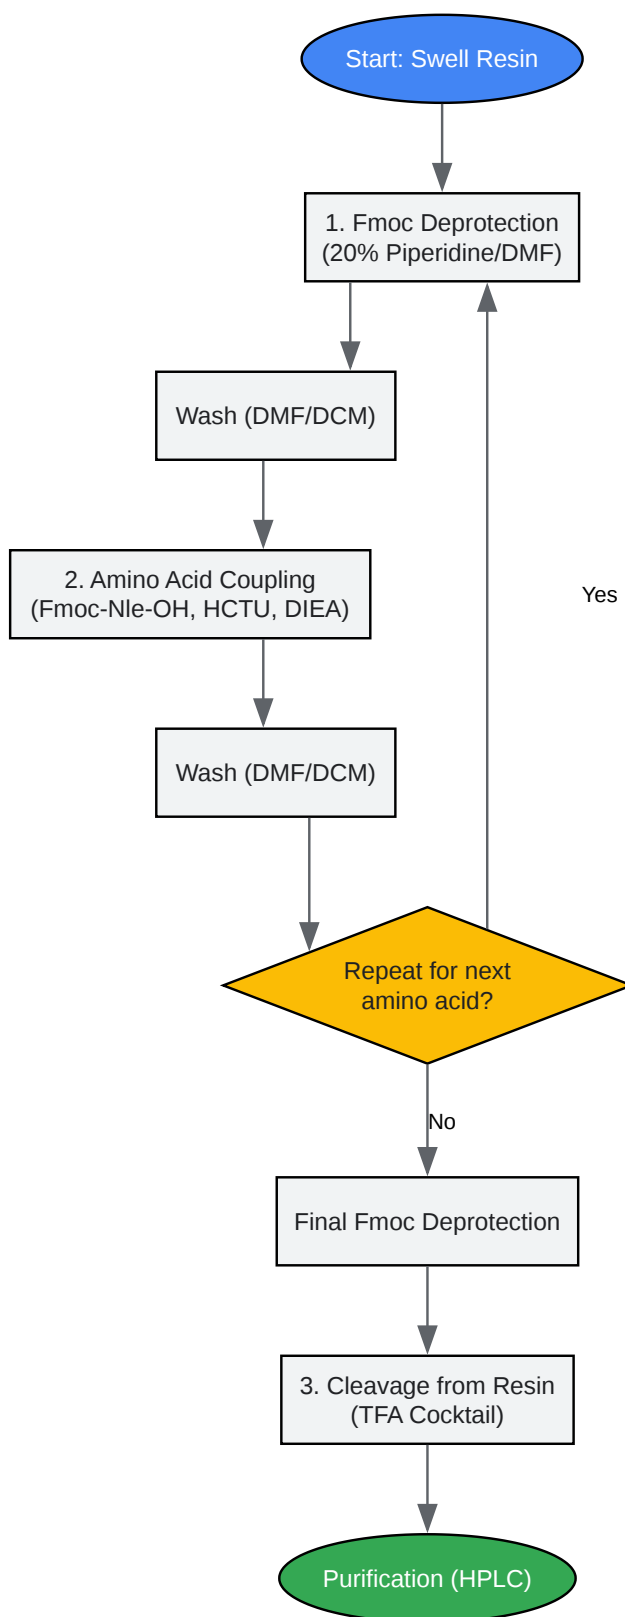 Start: Swell Resin
1. Fmoc Deprotection
(20% Piperidine/DMF)
Wash (DMF/DCM)
2. Amino Acid Coupling
(Fmoc-Nle-OH, HCTU, DIEA)
Yes
Wash (DMF/DCM)
Repeat for next
amino acid?
No
Final Fmoc Deprotection
3. Cleavage from Resin
(TFA Cocktail)
Purification (HPLC)